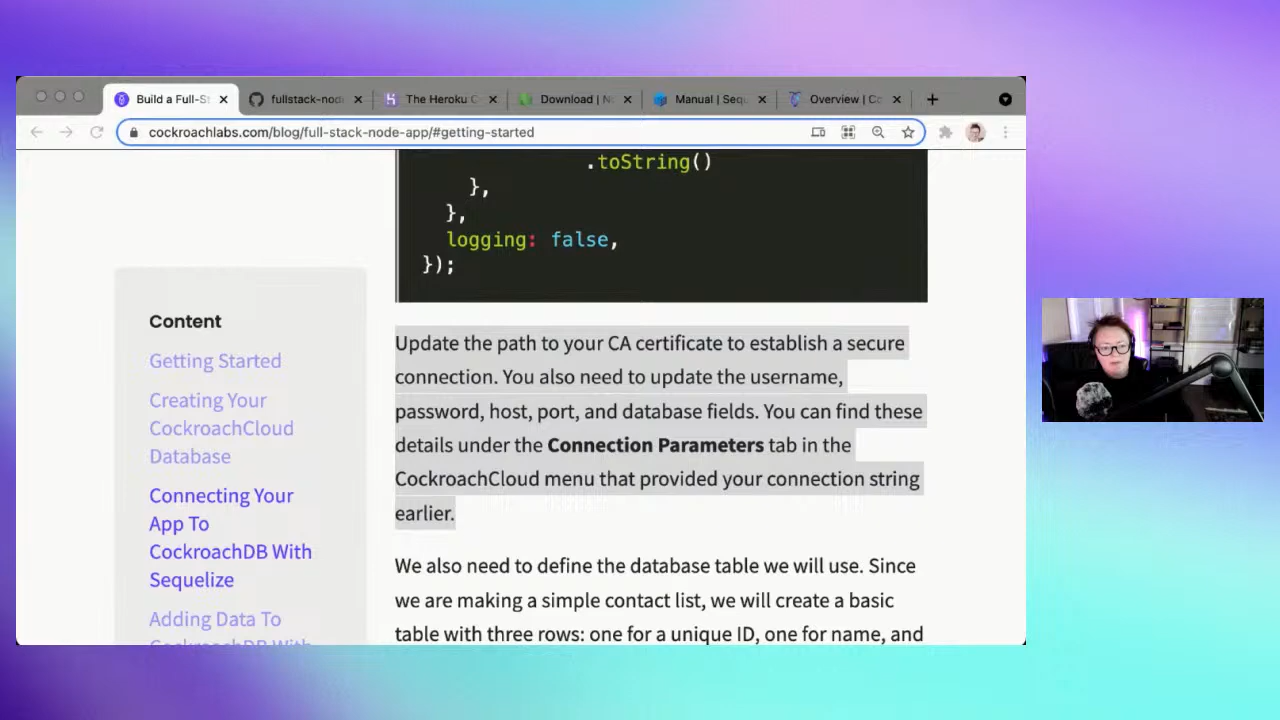 Build a Full-St
fullstack-node
The Heroku C
Download | N
Manual | Sequ
Overview | Co
cockroachlabs.com/blog/full-stack-node-app/#getting-started
.toString()
},
},
logging: false,
});
Content
Getting Started
Creating Your
CockroachCloud
Database
Connecting Your
App To
CockroachDB With
Sequelize
Adding Data To
CockroachDB With
Update the path to your CA certificate to establish a secure
connection. You also need to update the username,
password, host, port, and database fields. You can find these
details under the Connection Parameters tab in the
CockroachCloud menu that provided your connection string
earlier.
We also need to define the database table we will use. Since
we are making a simple contact list, we will create a basic
table with three rows: one for a unique ID, one for name, and